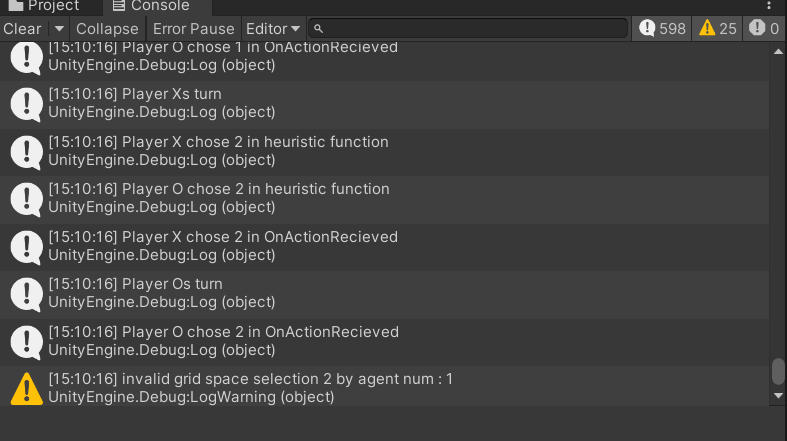 Project Console
Clear Collapse Error Pause Editor 598 25 0
[15:10:16] Player O chose 1 in OnActionRecieved
UnityEngine.Debug:Log (object)
[15:10:16] Player Xs turn
UnityEngine.Debug:Log (object)
[15:10:16] Player X chose 2 in heuristic function
UnityEngine.Debug:Log (object)
[15:10:16] Player O chose 2 in heuristic function
UnityEngine.Debug:Log (object)
[15:10:16] Player X chose 2 in OnActionRecieved
UnityEngine.Debug:Log (object)
[15:10:16] Player Os turn
UnityEngine.Debug:Log (object)
[15:10:16] Player O chose 2 in OnActionRecieved
UnityEngine.Debug:Log (object)
[15:10:16] invalid grid space selection 2 by agent num : 1
UnityEngine.Debug:LogWarning (object)